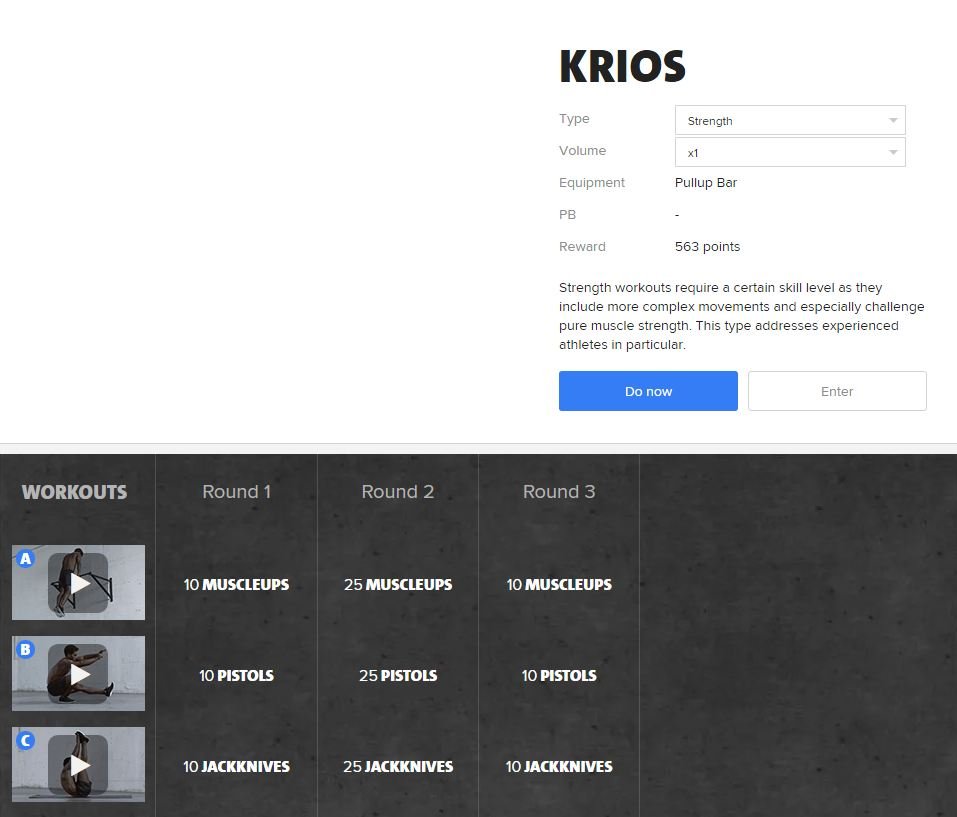 KRIOS
Type Strength
Volume x1
Equipment Pullup Bar
PB -
Reward 563 points
Strength workouts require a certain skill level as they
include more complex movements and especially challenge
pure muscle strength. This type addresses experienced
athletes in particular.
Do now Enter
WORKOUTS Round 1 Round 2 Round 3
A
10 MUSCLEUPS 25 MUSCLEUPS 10 MUSCLEUPS
B
10 PISTOLS 25 PISTOLS 10 PISTOLS
C
10 JACKKNIVES 25 JACKKNIVES 10 JACKKNIVES